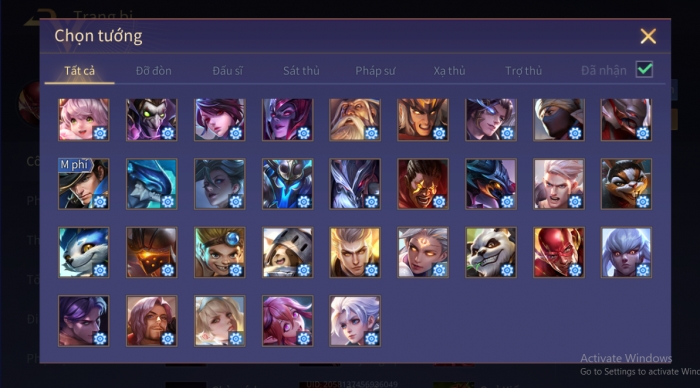 Trang bị
Chọn tướng
Tất cả Đỡ đòn Đấu sĩ Sát thủ Pháp sư Xạ thủ Trợ thủ Đã nhận
M phí
Activate Windows
Go to Settings to activate Win